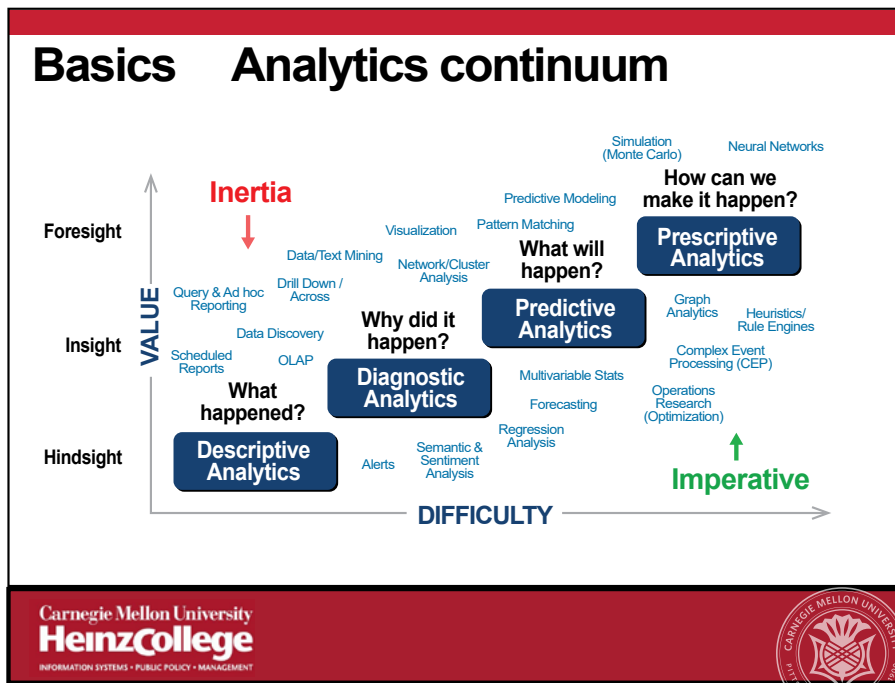 Basics Analytics continuum
Simulation
(Monte Carlo)
Neural Networks
Inertia
How can we
make it happen?
Predictive Modeling
Foresight
Visualization
Pattern Matching
Prescriptive
Analytics
Data/Text Mining
What will
happen?
Network/Cluster
Analysis
Query & Ad hoc
Reporting
Drill Down /
Across
Predictive
Analytics
Graph
Analytics
Heuristics/
Rule Engines
VALUE
Why did it
happen?
Data Discovery
Insight
Scheduled
Reports
OLAP
Complex Event
Processing (CEP)
Diagnostic
Analytics
Multivariable Stats
What
happened?
Forecasting
Operations
Research
(Optimization)
Regression
Analysis
Hindsight
Descriptive
Analytics
Alerts
Semantic &
Sentiment
Analysis
Imperative
DIFFICULTY
Carnegie Mellon University
HeinzCollege
INFORMATION SYSTEMS • PUBLIC POLICY • MANAGEMENT
CARNEGIE MELLON UNIV